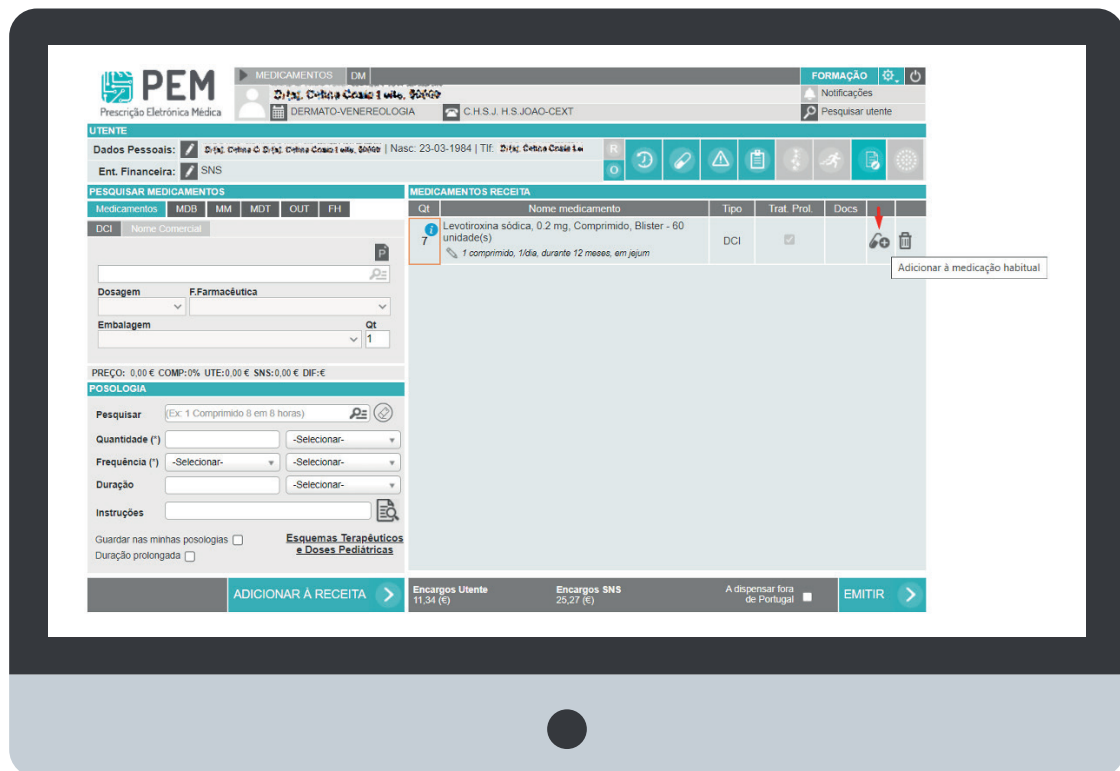 PEM
Prescrição Eletrónica Médica
MEDICAMENTOS DM
FORMAÇÃO
DERMATO-VENEREOLOGIA
C.H.S.J. H.S.JOAO-CEXT
Notificações
Pesquisar utente
UTENTE
Dados Pessoais: | Nasc: 23-03-1984 | Tlf:
R
O
Ent. Financeira: SNS
PESQUISAR MEDICAMENTOS
Medicamentos MDB MM MDT OUT FH
DCI Nome Comercial
P
Dosagem F.Farmacêutica
Embalagem Qt
1
PREÇO: 0,00 € COMP:0% UTE:0,00 € SNS:0,00 € DIF:€
POSOLOGIA
Pesquisar (Ex: 1 Comprimido 8 em 8 horas)
Quantidade (*) -Selecionar-
Frequência (*) -Selecionar- -Selecionar-
Duração -Selecionar-
Instruções
Guardar nas minhas posologias
Duração prolongada
Esquemas Terapêuticos
e Doses Pediátricas
ADICIONAR À RECEITA
MEDICAMENTOS RECEITA
Qt Nome medicamento Tipo Trat. Prol. Docs
7 Levotiroxina sódica, 0.2 mg, Comprimido, Blister - 60
unidade(s) DCI
1 comprimido, 1/dia, durante 12 meses, em jejum
Adicionar à medicação habitual
Encargos Utente Encargos SNS
11,34 (€) 25,27 (€)
A dispensar fora
de Portugal
EMITIR